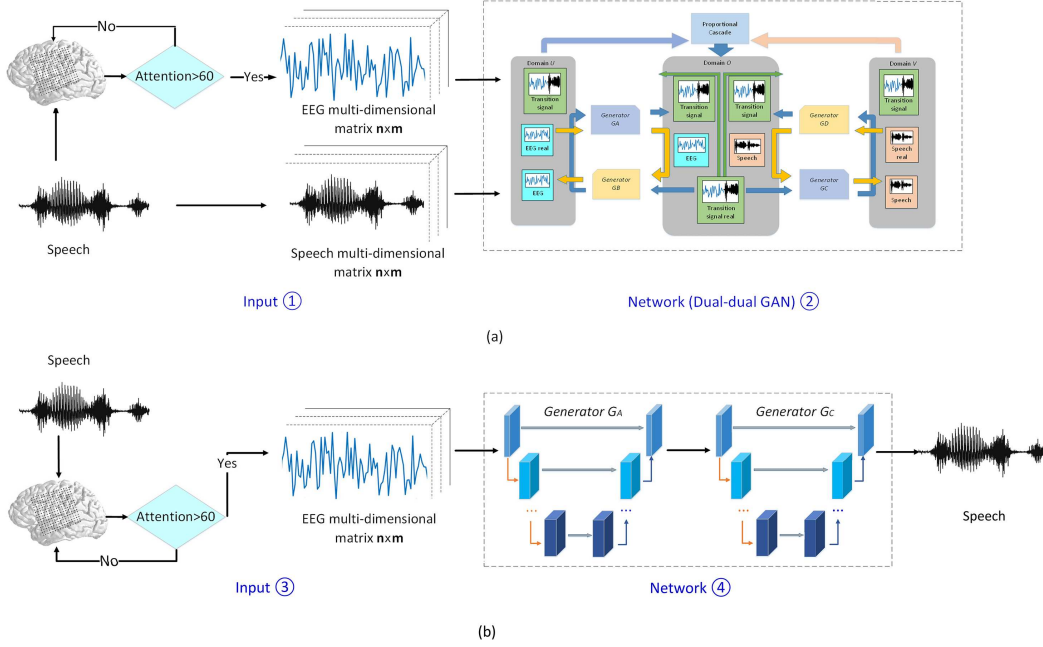 No
Attention>60
Yes
EEG multi-dimensional
matrix n×m
Speech
Speech multi-dimensional
matrix n×m
Input ①
Proportional
Cascade
Domain U
Transition
signal
EEG real
EEG
Generator
GA
Generator
GB
Domain O
Transition
signal
Transition
signal
EEG
Speech
Transition
signal real
Generator
GD
Generator
GC
Domain V
Transition
signal
Speech
real
Speech
Network (Dual-dual GAN) ②
(a)
Speech
Yes
Attention>60
No
EEG multi-dimensional
matrix n×m
Input ③
Generator GA
...
...
Generator GC
...
...
Speech
Network ④
(b)